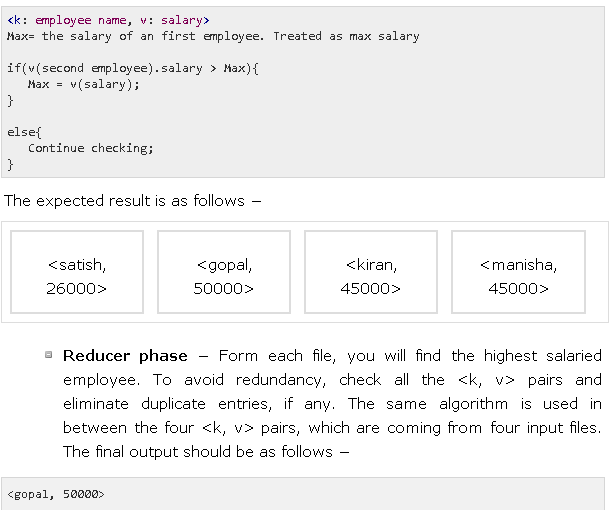 <k: employee name, v: salary>
Max= the salary of an first employee. Treated as max salary
if(v(second employee).salary > Max){
Max = v(salary);
}
else{
Continue checking;
}
The expected result is as follows −
<satish,
26000>
<gopal,
50000>
<kiran,
45000>
<manisha,
45000>
Reducer phase − Form each file, you will find the highest salaried
employee. To avoid redundancy, check all the <k, v> pairs and
eliminate duplicate entries, if any. The same algorithm is used in
between the four <k, v> pairs, which are coming from four input files.
The final output should be as follows −
<gopal, 50000>